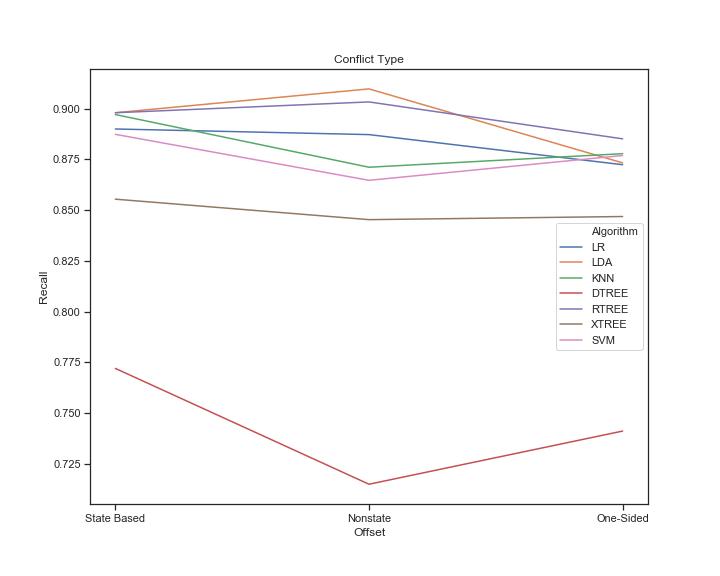 Conflict Type
0.900
0.875
0.850
0.825
0.800
0.775
0.750
0.725
Recall
State Based
Nonstate
One-Sided
Offset
Algorithm
LR
LDA
KNN
DTREE
RTREE
XTREE
SVM